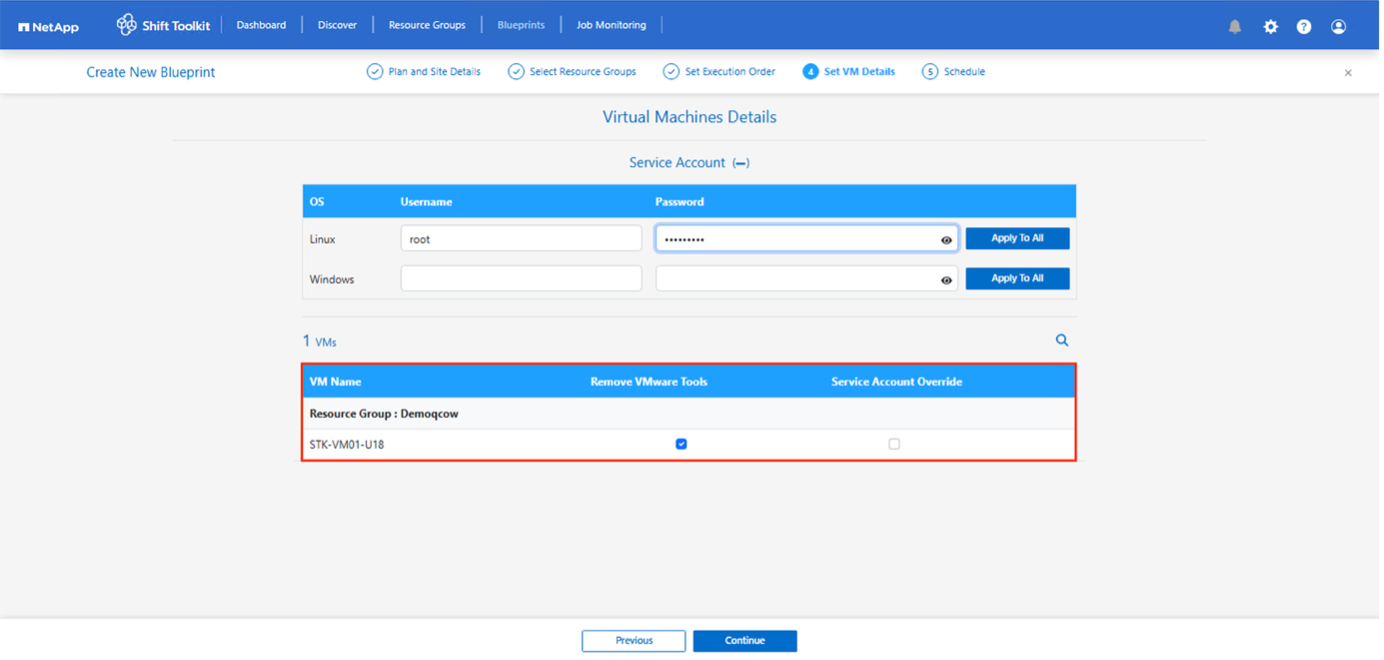 NetApp Shift Toolkit Dashboard Discover Resource Groups Blueprints Job Monitoring ?
Create New Blueprint Plan and Site Details Select Resource Groups Set Execution Order 4 Set VM Details 5 Schedule ×
Virtual Machines Details
Service Account (−)
OS Username Password
Linux root ••••••••• Apply To All
Windows Apply To All
1 VMs
VM Name Remove VMware Tools Service Account Override
Resource Group : Demoqcow
STK-VM01-U18
Previous Continue